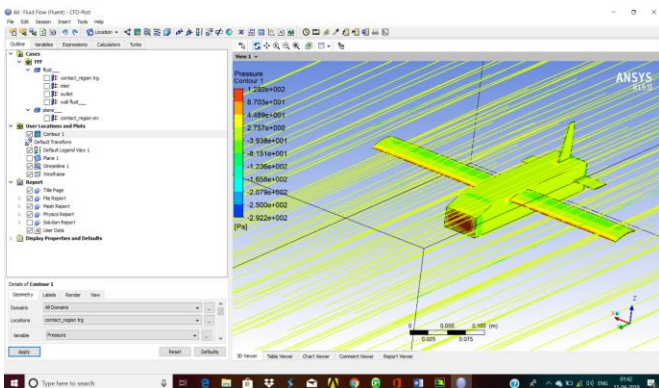 A6 : Fluid Flow (Fluent) - CFD-Post
File Edit Session Insert Tools Help
Location
Outline Variables Expressions Calculators Turbo
Cases
FFF
fluid
contact_region trg
inlet
outlet
wall fluid
plane
contact_region src
User Locations and Plots
Contour 1
Default Transform
Default Legend View 1
Plane 1
Streamline 1
Wireframe
Report
Title Page
File Report
Mesh Report
Physics Report
Solution Report
User Data
Display Properties and Defaults
Details of Contour 1
Geometry Labels Render View
Domains All Domains
Locations contact_region trg
Variable Pressure
Apply Reset Defaults
View 1
Pressure
Contour 1
1.292e+002
8.703e+001
4.489e+001
2.757e+000
-3.938e+001
-8.151e+001
-1.236e+002
-1.658e+002
-2.079e+002
-2.500e+002
-2.922e+002
[Pa]
ANSYS
R15.0
0 0.050 0.100 (m)
0.025 0.075
3D Viewer Table Viewer Chart Viewer Comment Viewer Report Viewer
Type here to search
ENG
01:42